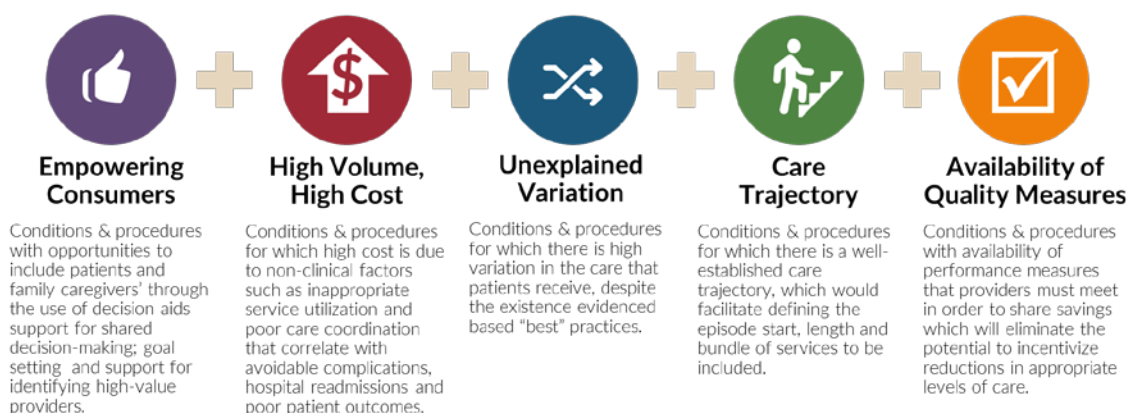 $
Empowering
Consumers
Conditions & procedures
with opportunities to
include patients and
family caregivers' through
the use of decision aids
support for shared
decision-making; goal
setting and support for
identifying high-value
providers.
High Volume,
High Cost
Conditions & procedures
for which high cost is due
to non-clinical factors
such as inappropriate
service utilization and
poor care coordination
that correlate with
avoidable complications,
hospital readmissions and
poor patient outcomes.
Unexplained
Variation
Conditions & procedures
for which there is high
variation in the care that
patients receive, despite
the existence evidenced
based “best” practices.
Care
Trajectory
Conditions & procedures
for which there is a well-
established care
trajectory, which would
facilitate defining the
episode start, length and
bundle of services to be
included.
Availability of
Quality Measures
Conditions & procedures
with availability of
performance measures
that providers must meet
in order to share savings
which will eliminate the
potential to incentivize
reductions in appropriate
levels of care.